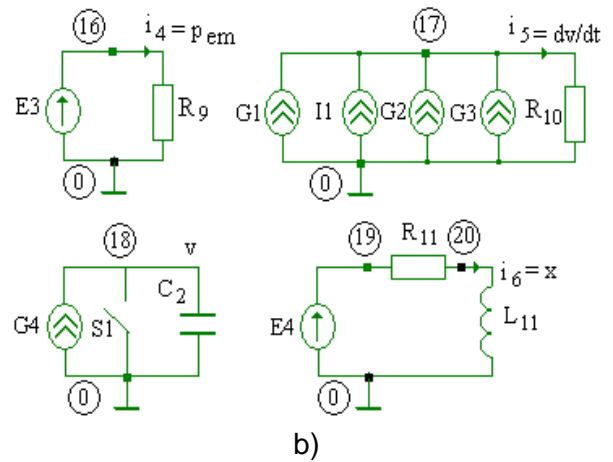 16 i₄=pₑₘ
17 i₅=dv/dt
E3 R₉ G1 I1 G2 G3 R₁₀
0 0
18 v
19 R₁₁ 20 i₆=x
C₂
G4 S1 E4 L₁₁
0 0
b)